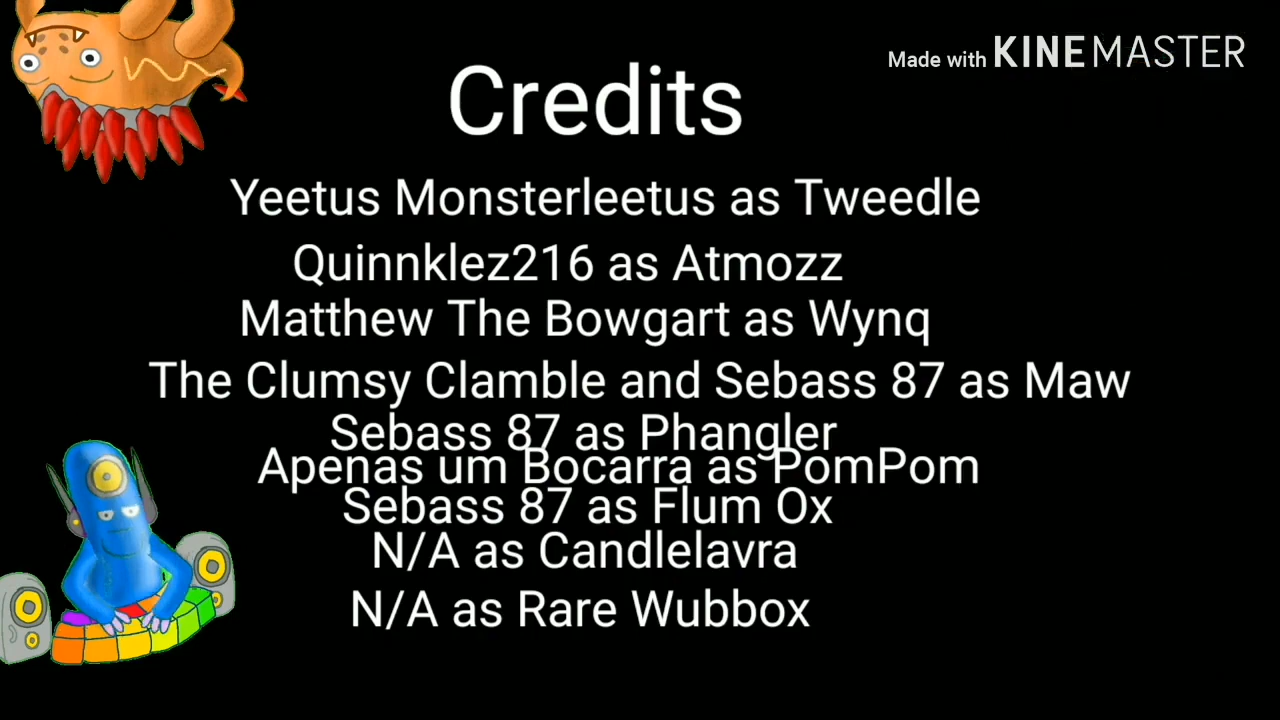 Made with KINEMASTER
Credits
Yeetus Monsterleetus as Tweedle
Quinnklez216 as Atmozz
Matthew The Bowgart as Wynq
The Clumsy Clamble and Sebass 87 as Maw
Sebass 87 as Phangler
Apenas um Bocarra as PomPom
Sebass 87 as Flum Ox
N/A as Candlelavra
N/A as Rare Wubbox